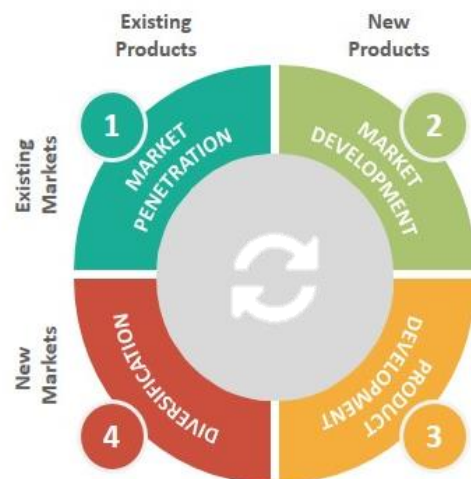 Existing
Products
New
Products
Existing
Markets
1
MARKET
PENETRATION
2
MARKET
DEVELOPMENT
New
Markets
4
DIVERSIFICATION
3
PRODUCT
DEVELOPMENT